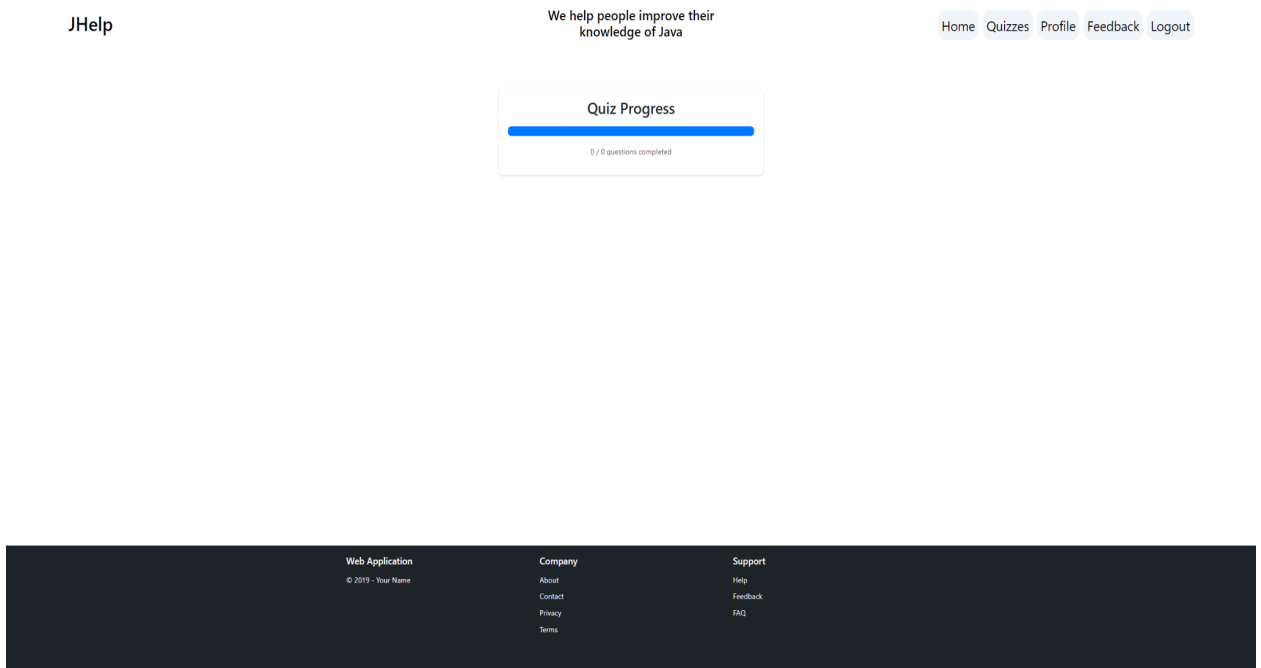 JHelp
We help people improve their
knowledge of Java
Home Quizzes Profile Feedback Logout
Quiz Progress
0 / 0 questions completed
Web Application
© 2019 - Your Name
Company
About
Contact
Privacy
Terms
Support
Help
Feedback
FAQ